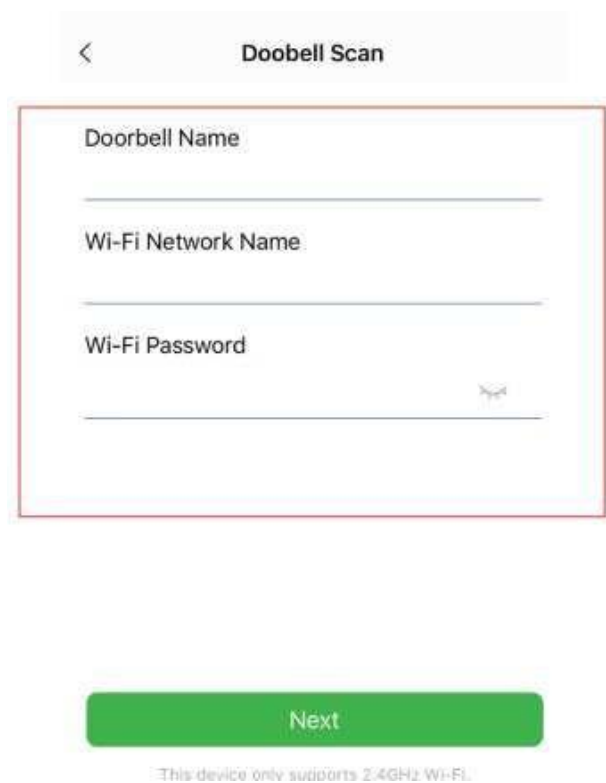 Doobell Scan
Doorbell Name
Wi-Fi Network Name
Wi-Fi Password
Next
This device only supports 2.4GHz Wi-Fi.